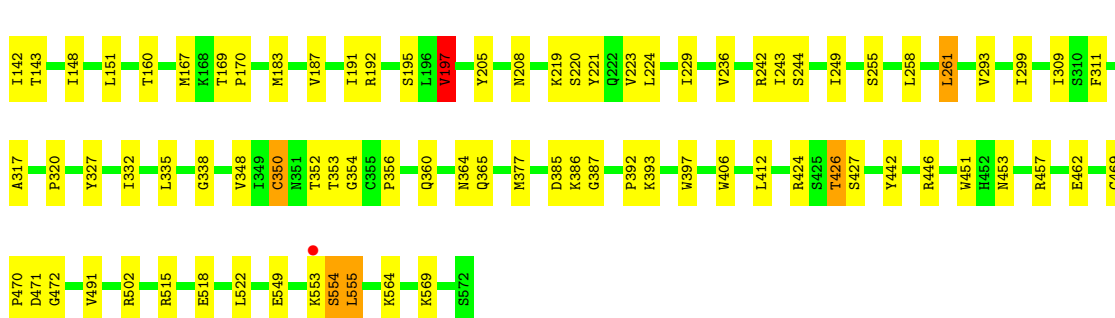 I142 T143 I148 L151 T160 M167 K168 T169 P170 M183 V187 I191 R192 S195 L196 V197 Y205 N208 K219 S220 Y221 Q222 V223 L224 I229 V236 R242 I243 S244 I249 S255 L258 L261 V293 I299 I309 S310 F311
A317 P320 Y327 I332 L335 G338 V348 I349 C350 N351 T352 T353 G354 C355 P356 Q360 N364 Q365 M377 D385 K386 G387 P392 K393 W397 W406 L412 R424 S425 T426 S427 Y442 R446 W451 H452 N453 R457 E462
P470 D471 G472 V491 R502 R515 E518 L522 E549 K553 S554 L555 K564 K569 S572